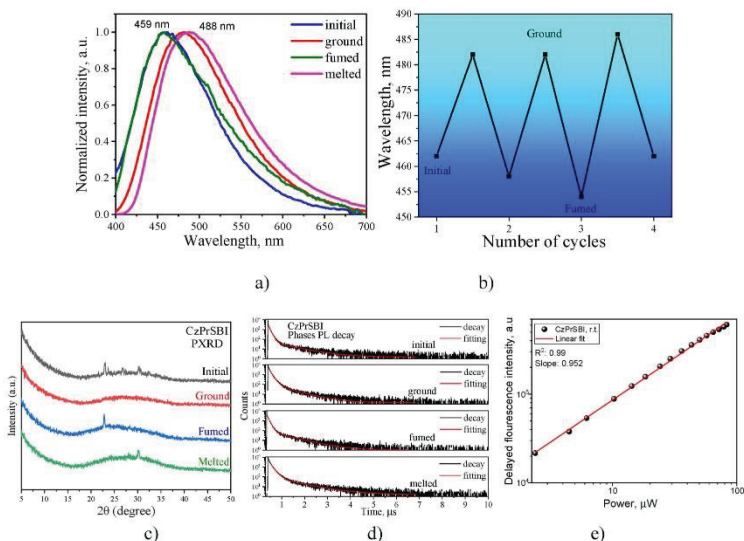 459 nm
488 nm
initial
ground
fumed
melted
Normalized intensity, a.u.
1.0
0.8
0.6
0.4
0.2
0.0
400
450
500
550
600
650
700
Wavelength, nm
a)
Wavelength, nm
490
485
480
475
470
465
460
455
450
Ground
Initial
Fumed
1
2
3
4
Number of cycles
b)
CzPrSBI
PXRD
Initial
Ground
Fumed
Melted
Intensity (a.u.)
5
10
15
20
25
30
35
40
45
50
2θ (degree)
c)
CzPrSBI
Phases PL decay
decay
fitting
initial
decay
fitting
ground
decay
fitting
fumed
decay
fitting
melted
Counts
1
2
3
4
5
6
7
8
9
10
Time, μs
d)
Delayed flourescence intensity, a.u
CzPrSBI, r.t.
Linear fit
R²: 0.99
Slope: 0.952
10⁵
10⁴
10
100
Power, μW
e)